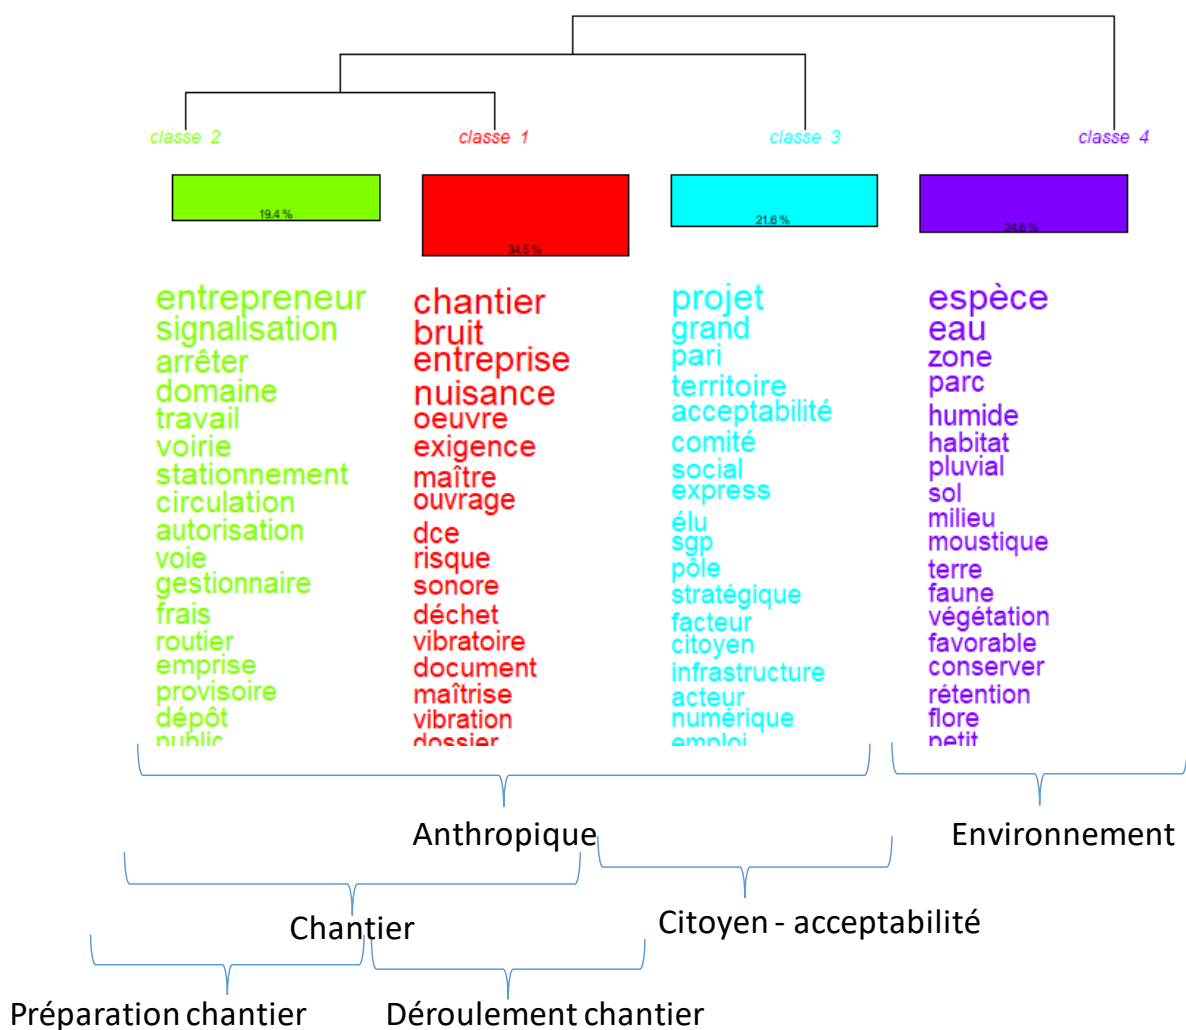 classe 2
classe 1
classe 3
classe 4
19.4 %
34.5 %
21.6 %
24.6 %
entrepreneur
signalisation
arrêter
domaine
travail
voirie
stationnement
circulation
autorisation
voie
gestionnaire
frais
routier
emprise
provisoire
dépôt
public
chantier
bruit
entreprise
nuisance
oeuvre
exigence
maître
ouvrage
dce
risque
sonore
déchet
vibratoire
document
maîtrise
vibration
dossier
projet
grand
pari
territoire
acceptabilité
comité
social
express
élu
sgp
pôle
stratégique
facteur
citoyen
infrastructure
acteur
numérique
emploi
espèce
eau
zone
parc
humide
habitat
pluvial
sol
milieu
moustique
terre
faune
végétation
favorable
conserver
rétention
flore
petit
Anthropique
Environnement
Chantier
Citoyen - acceptabilité
Préparation chantier
Déroulement chantier